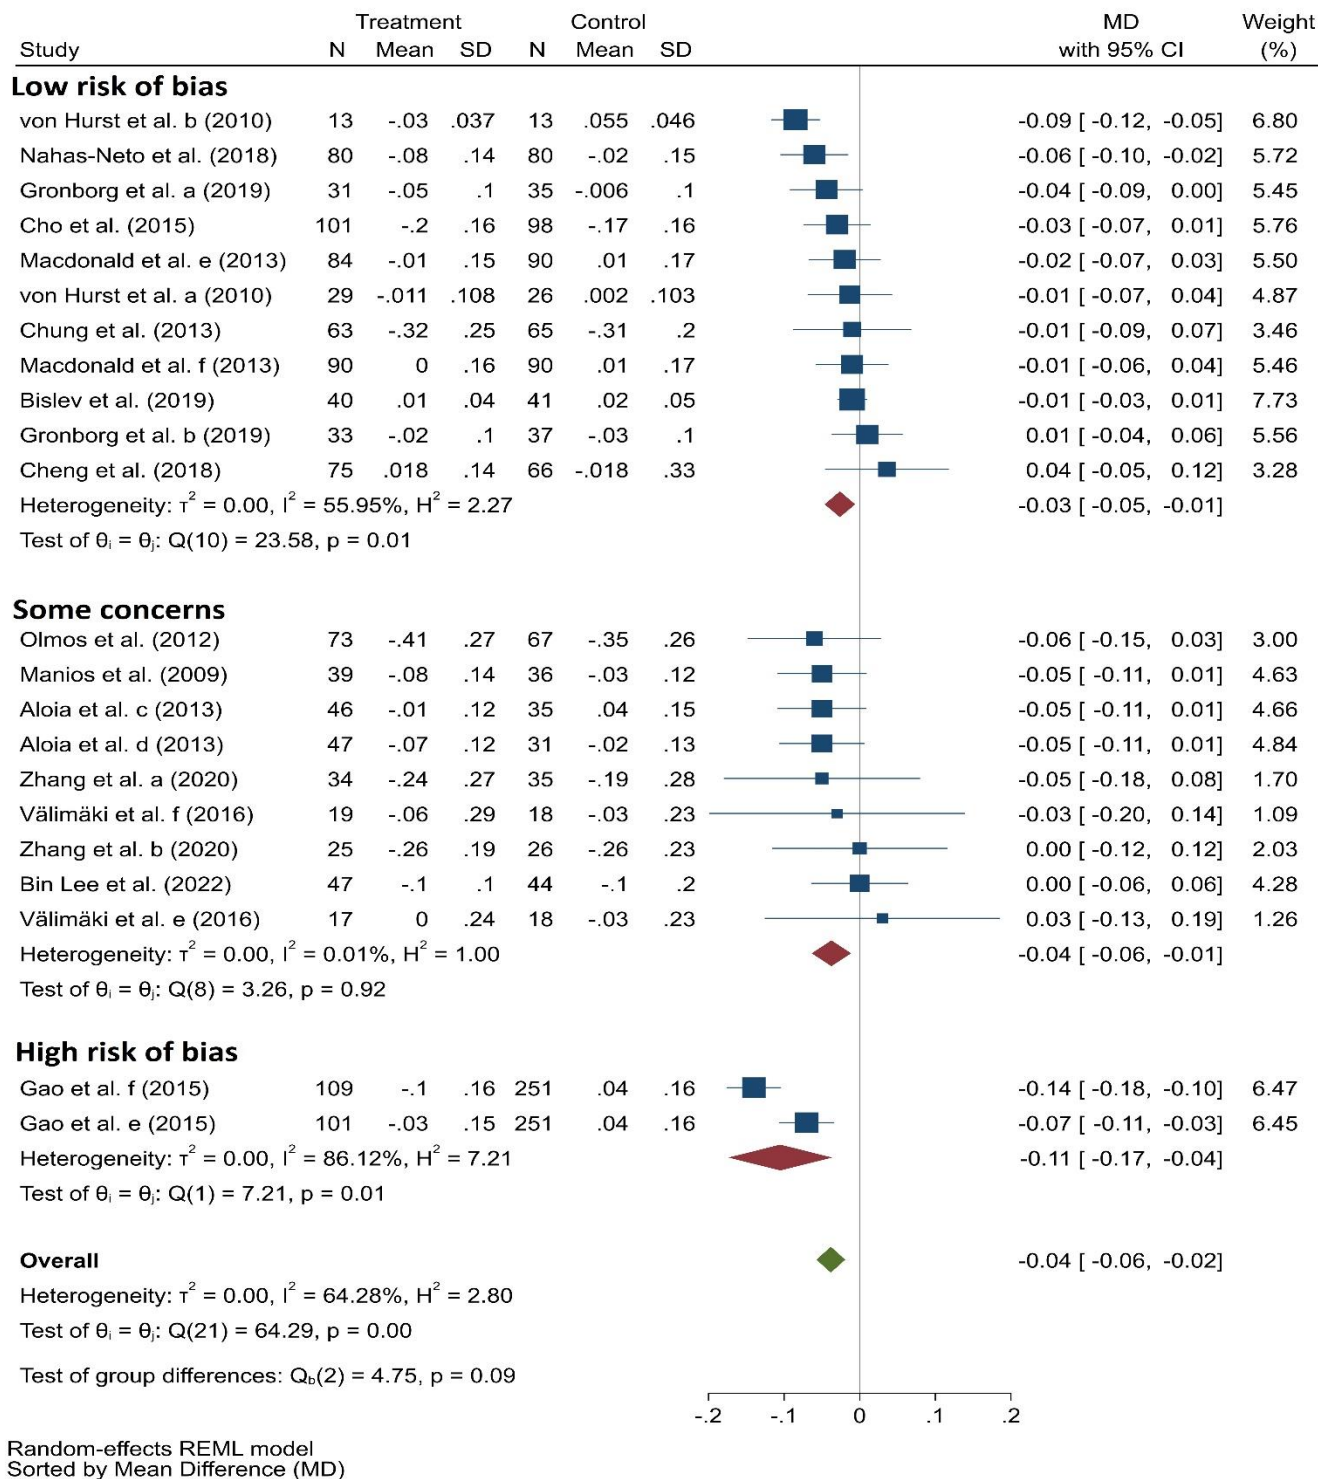 Treatment Control MD Weight
Study N Mean SD N Mean SD with 95% CI (%)
Low risk of bias
von Hurst et al. b (2010) 13 -.03 .037 13 .055 .046 -0.09 [ -0.12, -0.05] 6.80
Nahas-Neto et al. (2018) 80 -.08 .14 80 -.02 .15 -0.06 [ -0.10, -0.02] 5.72
Gronborg et al. a (2019) 31 -.05 .1 35 -.006 .1 -0.04 [ -0.09, 0.00] 5.45
Cho et al. (2015) 101 -.2 .16 98 -.17 .16 -0.03 [ -0.07, 0.01] 5.76
Macdonald et al. e (2013) 84 -.01 .15 90 .01 .17 -0.02 [ -0.07, 0.03] 5.50
von Hurst et al. a (2010) 29 -.011 .108 26 .002 .103 -0.01 [ -0.07, 0.04] 4.87
Chung et al. (2013) 63 -.32 .25 65 -.31 .2 -0.01 [ -0.09, 0.07] 3.46
Macdonald et al. f (2013) 90 0 .16 90 .01 .17 -0.01 [ -0.06, 0.04] 5.46
Bislev et al. (2019) 40 .01 .04 41 .02 .05 -0.01 [ -0.03, 0.01] 7.73
Gronborg et al. b (2019) 33 -.02 .1 37 -.03 .1 0.01 [ -0.04, 0.06] 5.56
Cheng et al. (2018) 75 .018 .14 66 -.018 .33 0.04 [ -0.05, 0.12] 3.28
Heterogeneity: τ² = 0.00, I² = 55.95%, H² = 2.27 -0.03 [ -0.05, -0.01]
Test of θᵢ = θⱼ: Q(10) = 23.58, p = 0.01
Some concerns
Olmos et al. (2012) 73 -.41 .27 67 -.35 .26 -0.06 [ -0.15, 0.03] 3.00
Manios et al. (2009) 39 -.08 .14 36 -.03 .12 -0.05 [ -0.11, 0.01] 4.63
Aloia et al. c (2013) 46 -.01 .12 35 .04 .15 -0.05 [ -0.11, 0.01] 4.66
Aloia et al. d (2013) 47 -.07 .12 31 -.02 .13 -0.05 [ -0.11, 0.01] 4.84
Zhang et al. a (2020) 34 -.24 .27 35 -.19 .28 -0.05 [ -0.18, 0.08] 1.70
Välimäki et al. f (2016) 19 -.06 .29 18 -.03 .23 -0.03 [ -0.20, 0.14] 1.09
Zhang et al. b (2020) 25 -.26 .19 26 -.26 .23 0.00 [ -0.12, 0.12] 2.03
Bin Lee et al. (2022) 47 -.1 .1 44 -.1 .2 0.00 [ -0.06, 0.06] 4.28
Välimäki et al. e (2016) 17 0 .24 18 -.03 .23 0.03 [ -0.13, 0.19] 1.26
Heterogeneity: τ² = 0.00, I² = 0.01%, H² = 1.00 -0.04 [ -0.06, -0.01]
Test of θᵢ = θⱼ: Q(8) = 3.26, p = 0.92
High risk of bias
Gao et al. f (2015) 109 -.1 .16 251 .04 .16 -0.14 [ -0.18, -0.10] 6.47
Gao et al. e (2015) 101 -.03 .15 251 .04 .16 -0.07 [ -0.11, -0.03] 6.45
Heterogeneity: τ² = 0.00, I² = 86.12%, H² = 7.21 -0.11 [ -0.17, -0.04]
Test of θᵢ = θⱼ: Q(1) = 7.21, p = 0.01
Overall -0.04 [ -0.06, -0.02]
Heterogeneity: τ² = 0.00, I² = 64.28%, H² = 2.80
Test of θᵢ = θⱼ: Q(21) = 64.29, p = 0.00
Test of group differences: Q_b(2) = 4.75, p = 0.09
-.2 -.1 0 .1 .2
Random-effects REML model
Sorted by Mean Difference (MD)